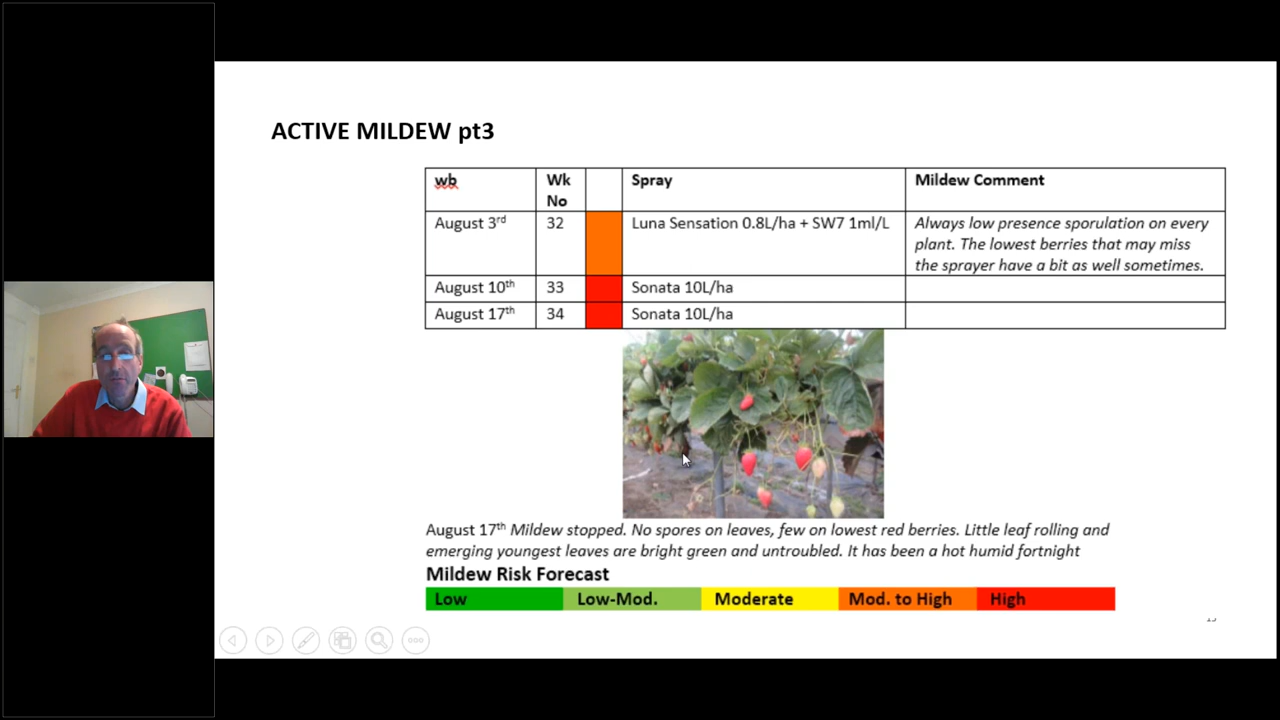 ACTIVE MILDEW pt3
wb Wk No Spray Mildew Comment
August 3rd 32 Luna Sensation 0.8L/ha + SW7 1ml/L Always low presence sporulation on every
plant. The lowest berries that may miss
the sprayer have a bit as well sometimes.
August 10th 33 Sonata 10L/ha
August 17th 34 Sonata 10L/ha
August 17th Mildew stopped. No spores on leaves, few on lowest red berries. Little leaf rolling and
emerging youngest leaves are bright green and untroubled. It has been a hot humid fortnight
Mildew Risk Forecast
Low Low-Mod. Moderate Mod. to High High